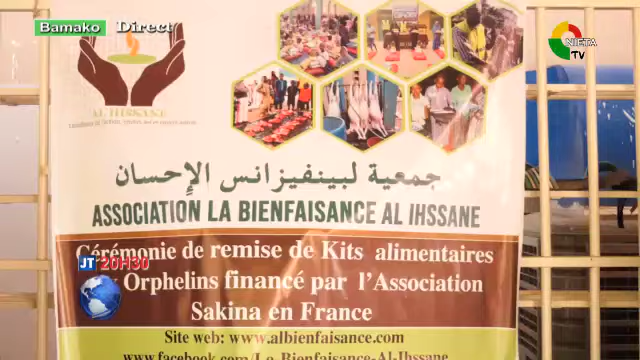 Bamako Direct
NIETA
TV
AL IHSSANE
جمعية لبينفيزانس الإحسان
ASSOCIATION LA BIENFAISANCE AL IHSSANE
Cérémonie de remise de Kits alimentaires
JT 20H30
Orphelins financé par l'Association
Sakina en France
Site web: www.albienfaisance.com
www.facebook.com/La-Bienfaisance-Al-Ihssane